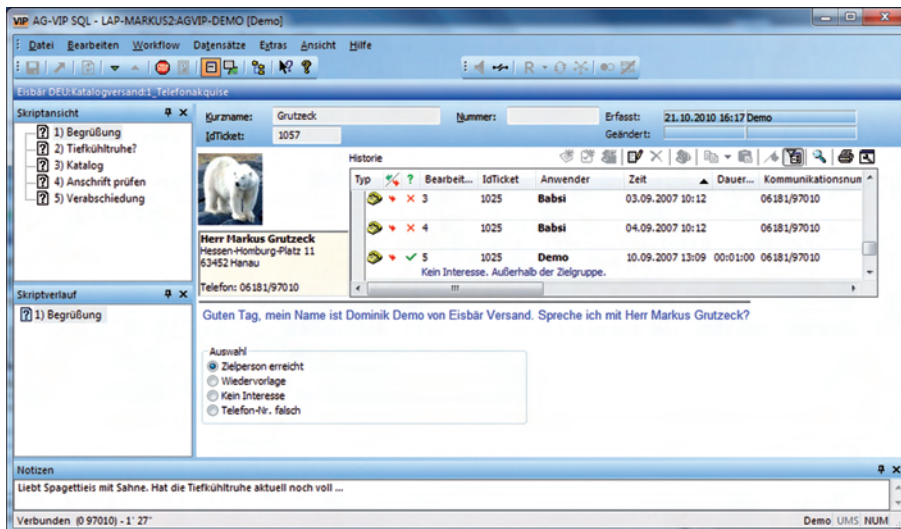 VIP AG-VIP SQL - LAP-MARKUS2:AGVIP-DEMO [Demo]
Datei Bearbeiten Workflow Datensätze Extras Ansicht Hilfe
Eisbär DEU:Katalogversand:1_Telefonakquise
Skriptansicht
1) Begrüßung
2) Tiefkühltruhe?
3) Katalog
4) Anschrift prüfen
5) Verabschiedung
Kurzname: Grutzeck Nummer: Erfasst: 21.10.2010 16:17 Demo
IdTicket: 1057 Geändert:
Historie
Typ ? Bearbeit... IdTicket Anwender Zeit Dauer... Kommunikationsnum
3 1025 Babsi 03.09.2007 10:12 06181/97010
4 1025 Babsi 04.09.2007 10:12 06181/97010
5 1025 Demo 10.09.2007 13:09 00:01:00 06181/97010
Kein Interesse. Außerhalb der Zielgruppe.
Herr Markus Grutzeck
Hessen-Homburg-Platz 11
63452 Hanau
Telefon: 06181/97010
Skriptverlauf
1) Begrüßung
Guten Tag, mein Name ist Dominik Demo von Eisbär Versand. Spreche ich mit Herr Markus Grutzeck?
Auswahl
Zielperson erreicht
Wiedervorlage
Kein Interesse
Telefon-Nr. falsch
Notizen
Liebt Spagettieis mit Sahne. Hat die Tiefkühltruhe aktuell noch voll ...
Verbunden (0 97010) - 1' 27" Demo UMS NUM